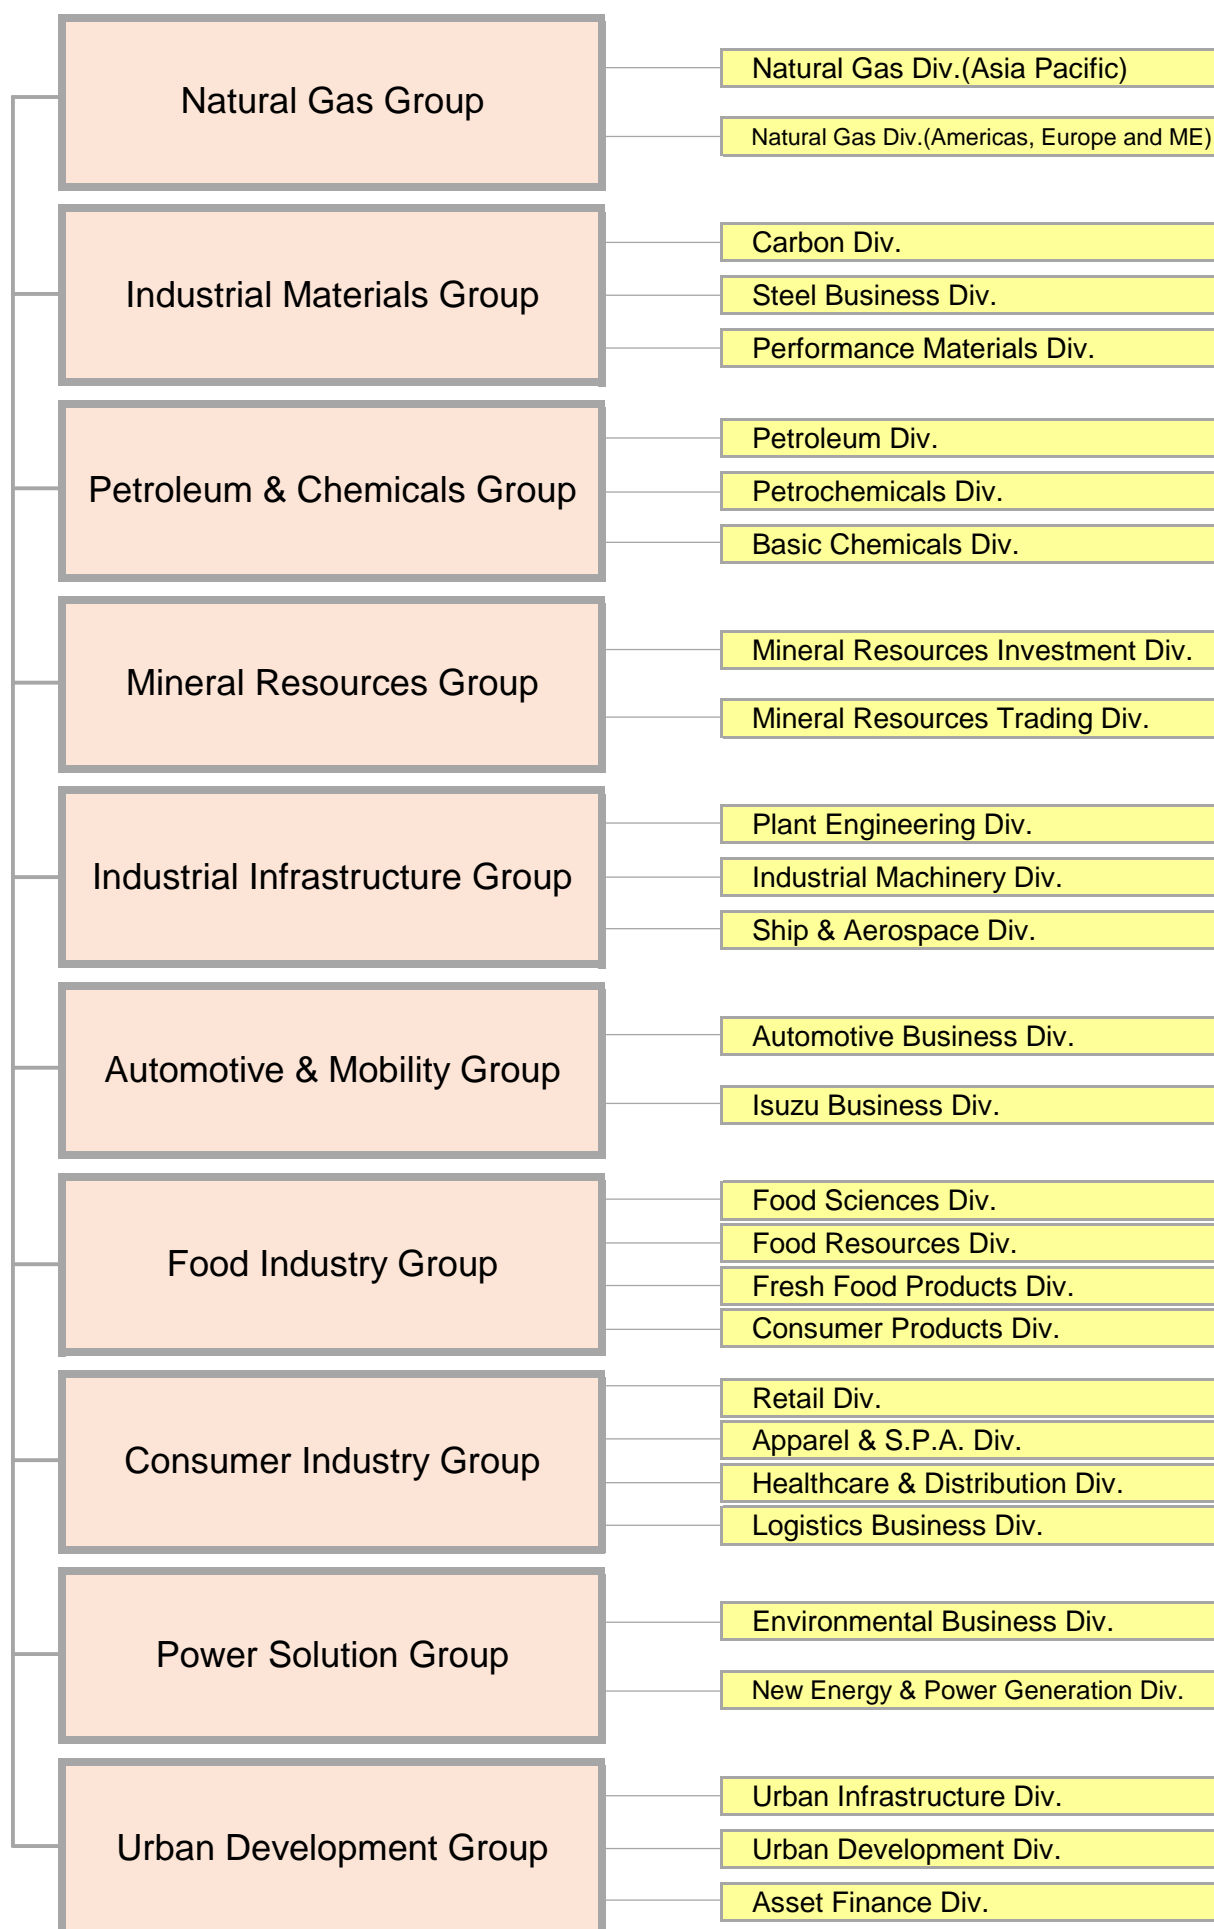 Natural Gas Group
Natural Gas Div.(Asia Pacific)
Natural Gas Div.(Americas, Europe and ME)
Industrial Materials Group
Carbon Div.
Steel Business Div.
Performance Materials Div.
Petroleum & Chemicals Group
Petroleum Div.
Petrochemicals Div.
Basic Chemicals Div.
Mineral Resources Group
Mineral Resources Investment Div.
Mineral Resources Trading Div.
Industrial Infrastructure Group
Plant Engineering Div.
Industrial Machinery Div.
Ship & Aerospace Div.
Automotive & Mobility Group
Automotive Business Div.
Isuzu Business Div.
Food Industry Group
Food Sciences Div.
Food Resources Div.
Fresh Food Products Div.
Consumer Products Div.
Consumer Industry Group
Retail Div.
Apparel & S.P.A. Div.
Healthcare & Distribution Div.
Logistics Business Div.
Power Solution Group
Environmental Business Div.
New Energy & Power Generation Div.
Urban Development Group
Urban Infrastructure Div.
Urban Development Div.
Asset Finance Div.